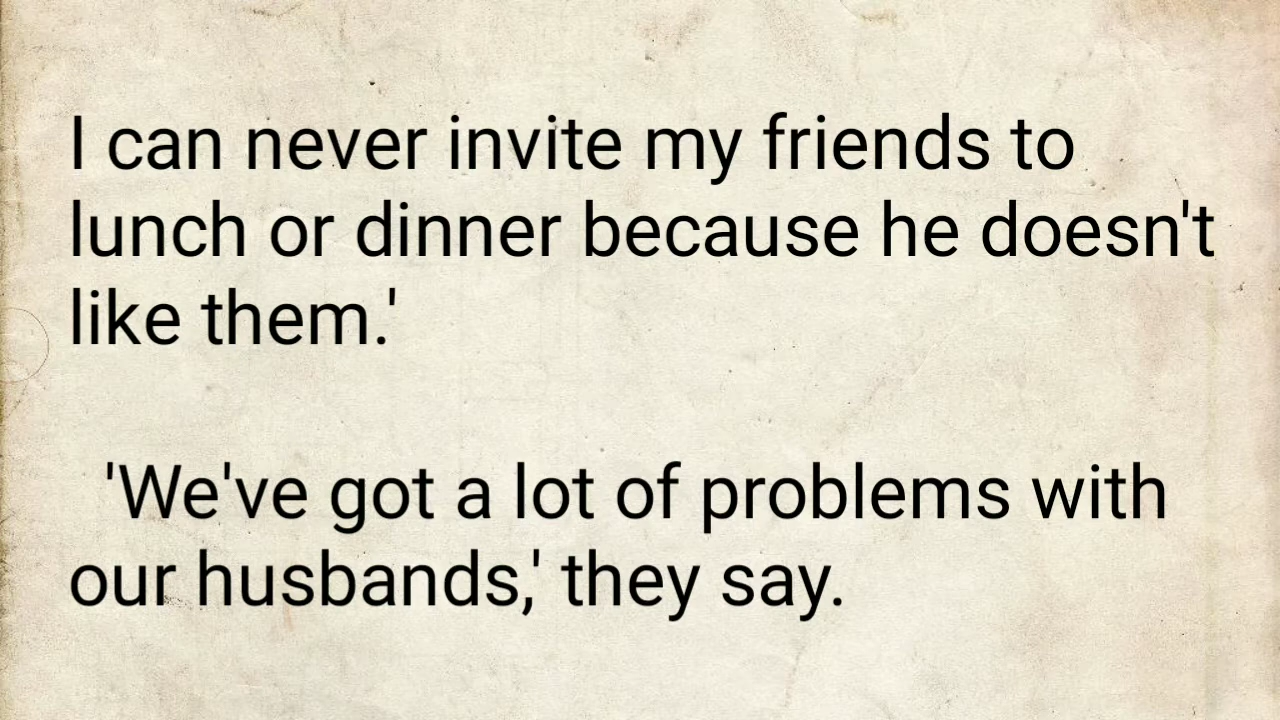 I can never invite my friends to
lunch or dinner because he doesn't
like them.'
'We've got a lot of problems with
our husbands,' they say.